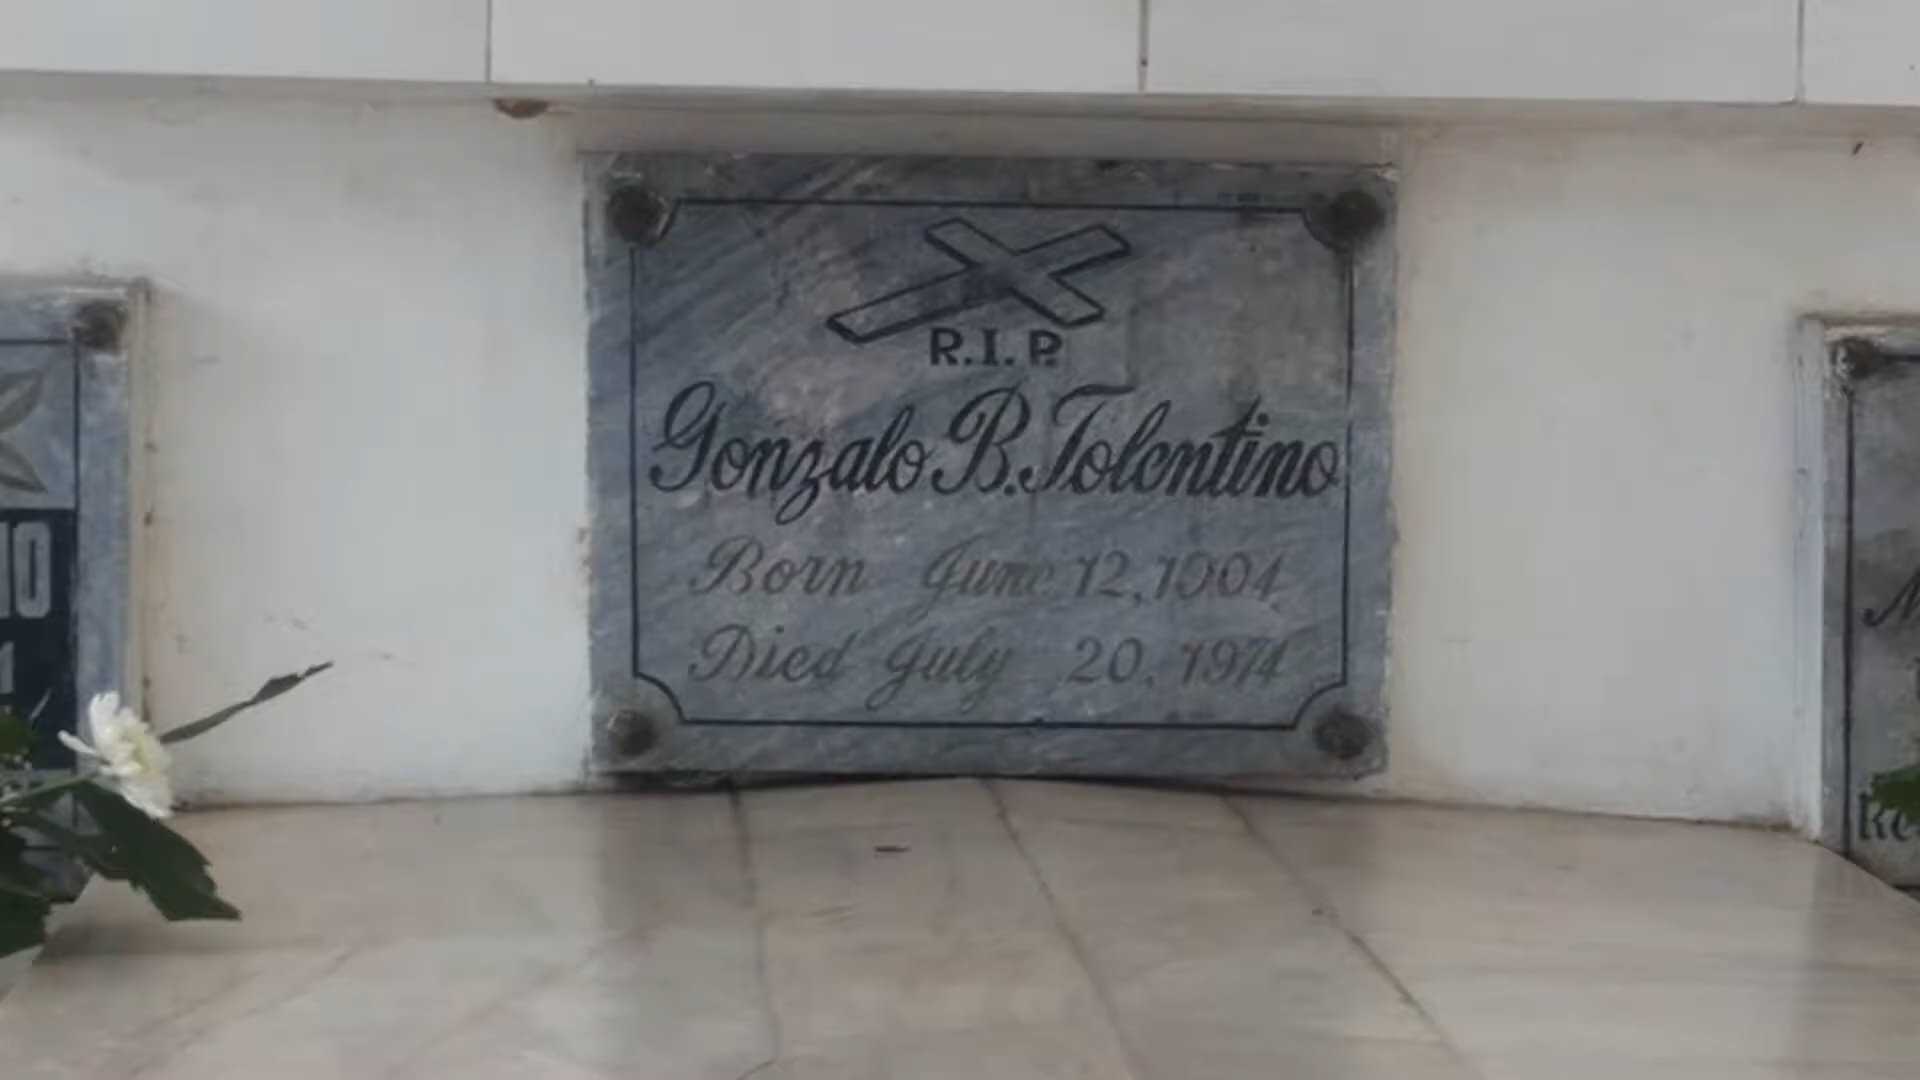 R.I.P.
Gonzalo B. Tolentino
Born June 12, 1904
Died July 20, 1974